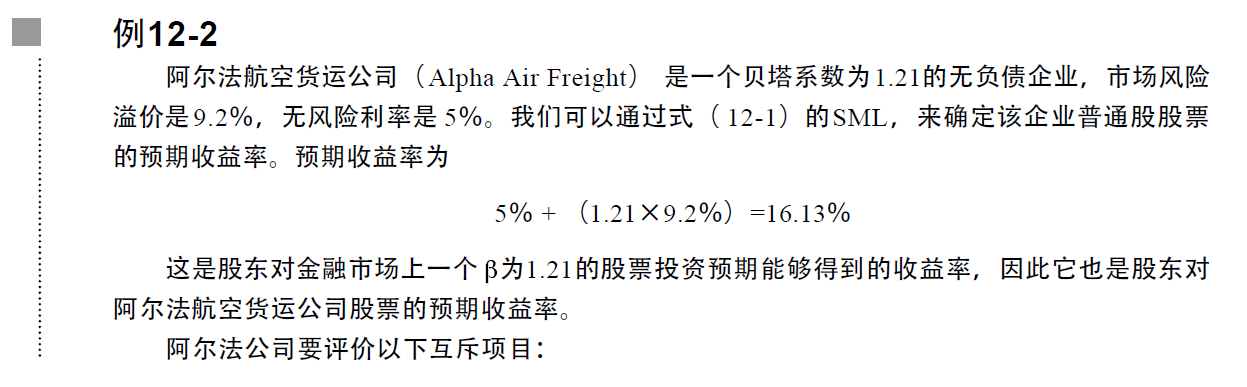 例12-2
阿尔法航空货运公司（Alpha Air Freight） 是一个贝塔系数为1.21的无负债企业，市场风险
溢价是9.2%，无风险利率是 5%。我们可以通过式（ 12-1）的SML，来确定该企业普通股股票
的预期收益率。预期收益率为
5% + （1.21×9.2%）=16.13%
这是股东对金融市场上一个 β为1.21的股票投资预期能够得到的收益率，因此它也是股东对
阿尔法航空货运公司股票的预期收益率。
阿尔法公司要评价以下互斥项目：